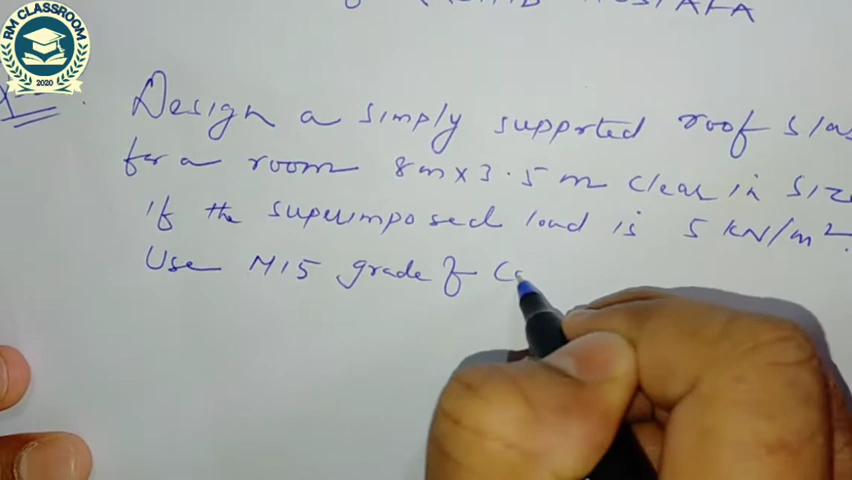 RM CLASSROOM
2020
Design a simply supported roof slab
for a room 8m x 3.5 m clear in size
if the superimposed load is 5 KN/m².
Use M15 grade of Co